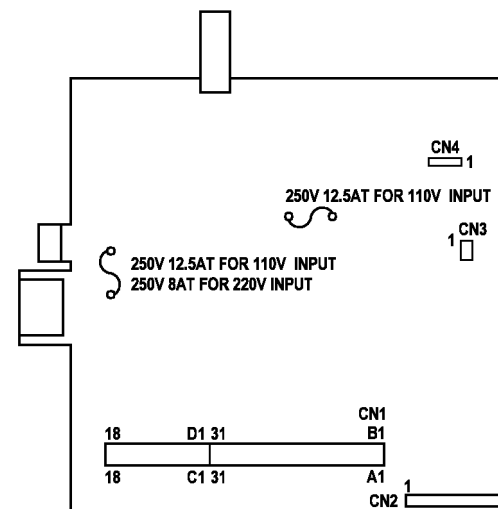 CN4
1
250V 12.5AT FOR 110V INPUT
1 CN3
250V 12.5AT FOR 110V INPUT
250V 8AT FOR 220V INPUT
CN1
18 D1 31 B1
18 C1 31 A1
1
CN2